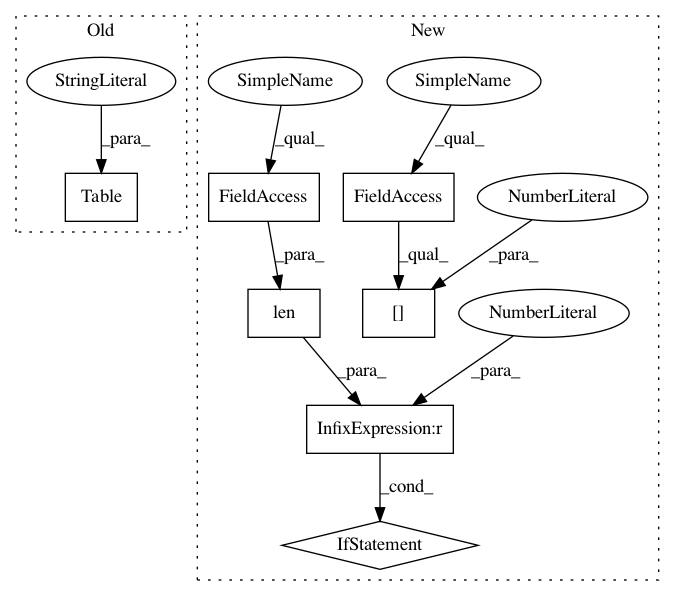 Old
New
StringLiteral
SimpleName
SimpleName
_para_
_qual_
_qual_
Table
FieldAccess
FieldAccess
NumberLiteral
_para_
_qual_
_para_
len
[]
NumberLiteral
_para_
_para_
InfixExpression:r
_cond_
IfStatement